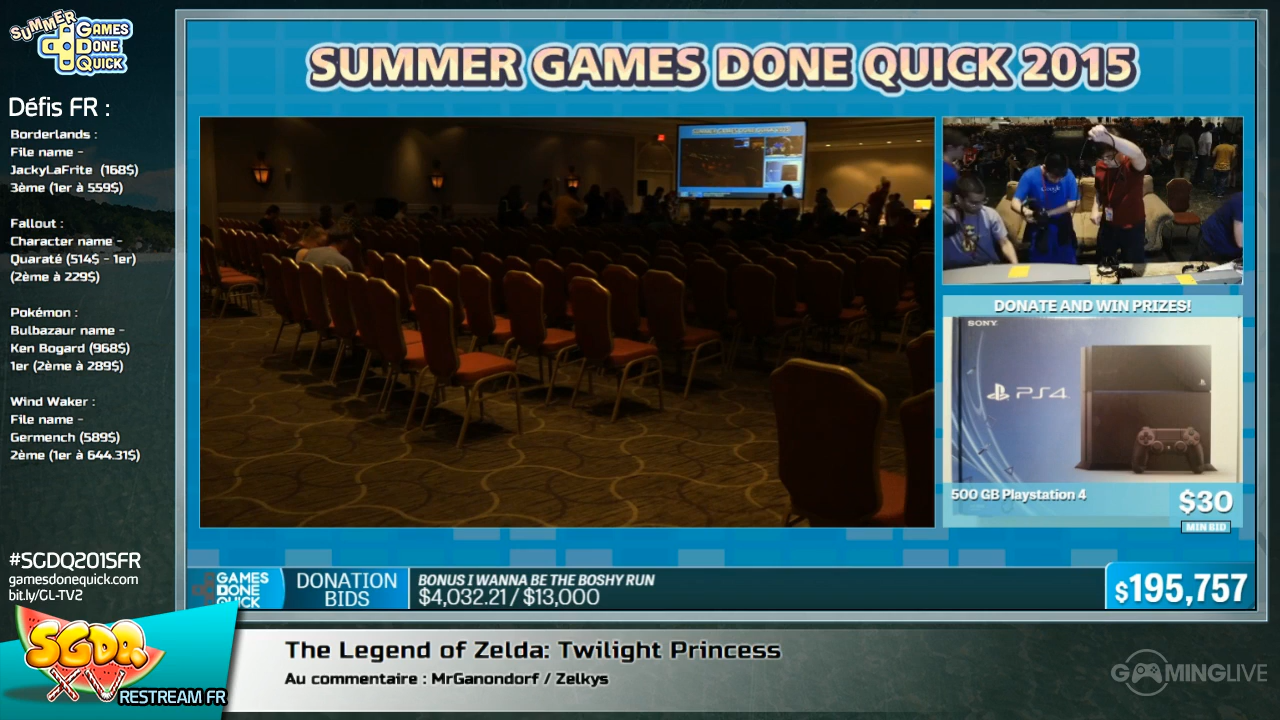 SUMMER
GAMES
DONE
QUICK
Défis FR :
Borderlands :
File name -
JackyLaFrite (168$)
3ème (1er à 559$)
Fallout :
Character name -
Quaraté (514$ - 1er)
(2ème à 229$)
Pokémon :
Bulbazaur name -
Ken Bogard (968$)
1er (2ème à 289$)
Wind Waker :
File name -
Germench (589$)
2ème (1er à 644.31$)
#SGDQ2015FR
gamesdonequick.com
bit.ly/GL-TV2
SGDQ
XV
RESTREAM FR
SUMMER GAMES DONE QUICK 2015
Google
DONATE AND WIN PRIZES!
SONY
PS4
500 GB Playstation 4
$30
MIN BID
GAMES
DONE
QUICK
DONATION
BIDS
BONUS I WANNA BE THE BOSHY RUN
$4,032.21 / $13,000
$195,757
The Legend of Zelda: Twilight Princess
Au commentaire : MrGanondorf / Zelkys
GAMINGLIVE